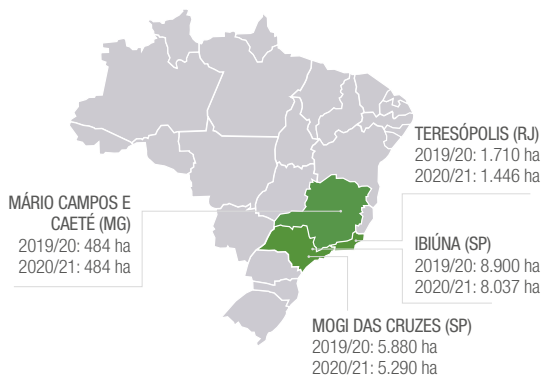 TERESÓPOLIS (RJ)
2019/20: 1.710 ha
2020/21: 1.446 ha
MÁRIO CAMPOS E
CAETÉ (MG)
2019/20: 484 ha
2020/21: 484 ha
IBIÚNA (SP)
2019/20: 8.900 ha
2020/21: 8.037 ha
MOGI DAS CRUZES (SP)
2019/20: 5.880 ha
2020/21: 5.290 ha